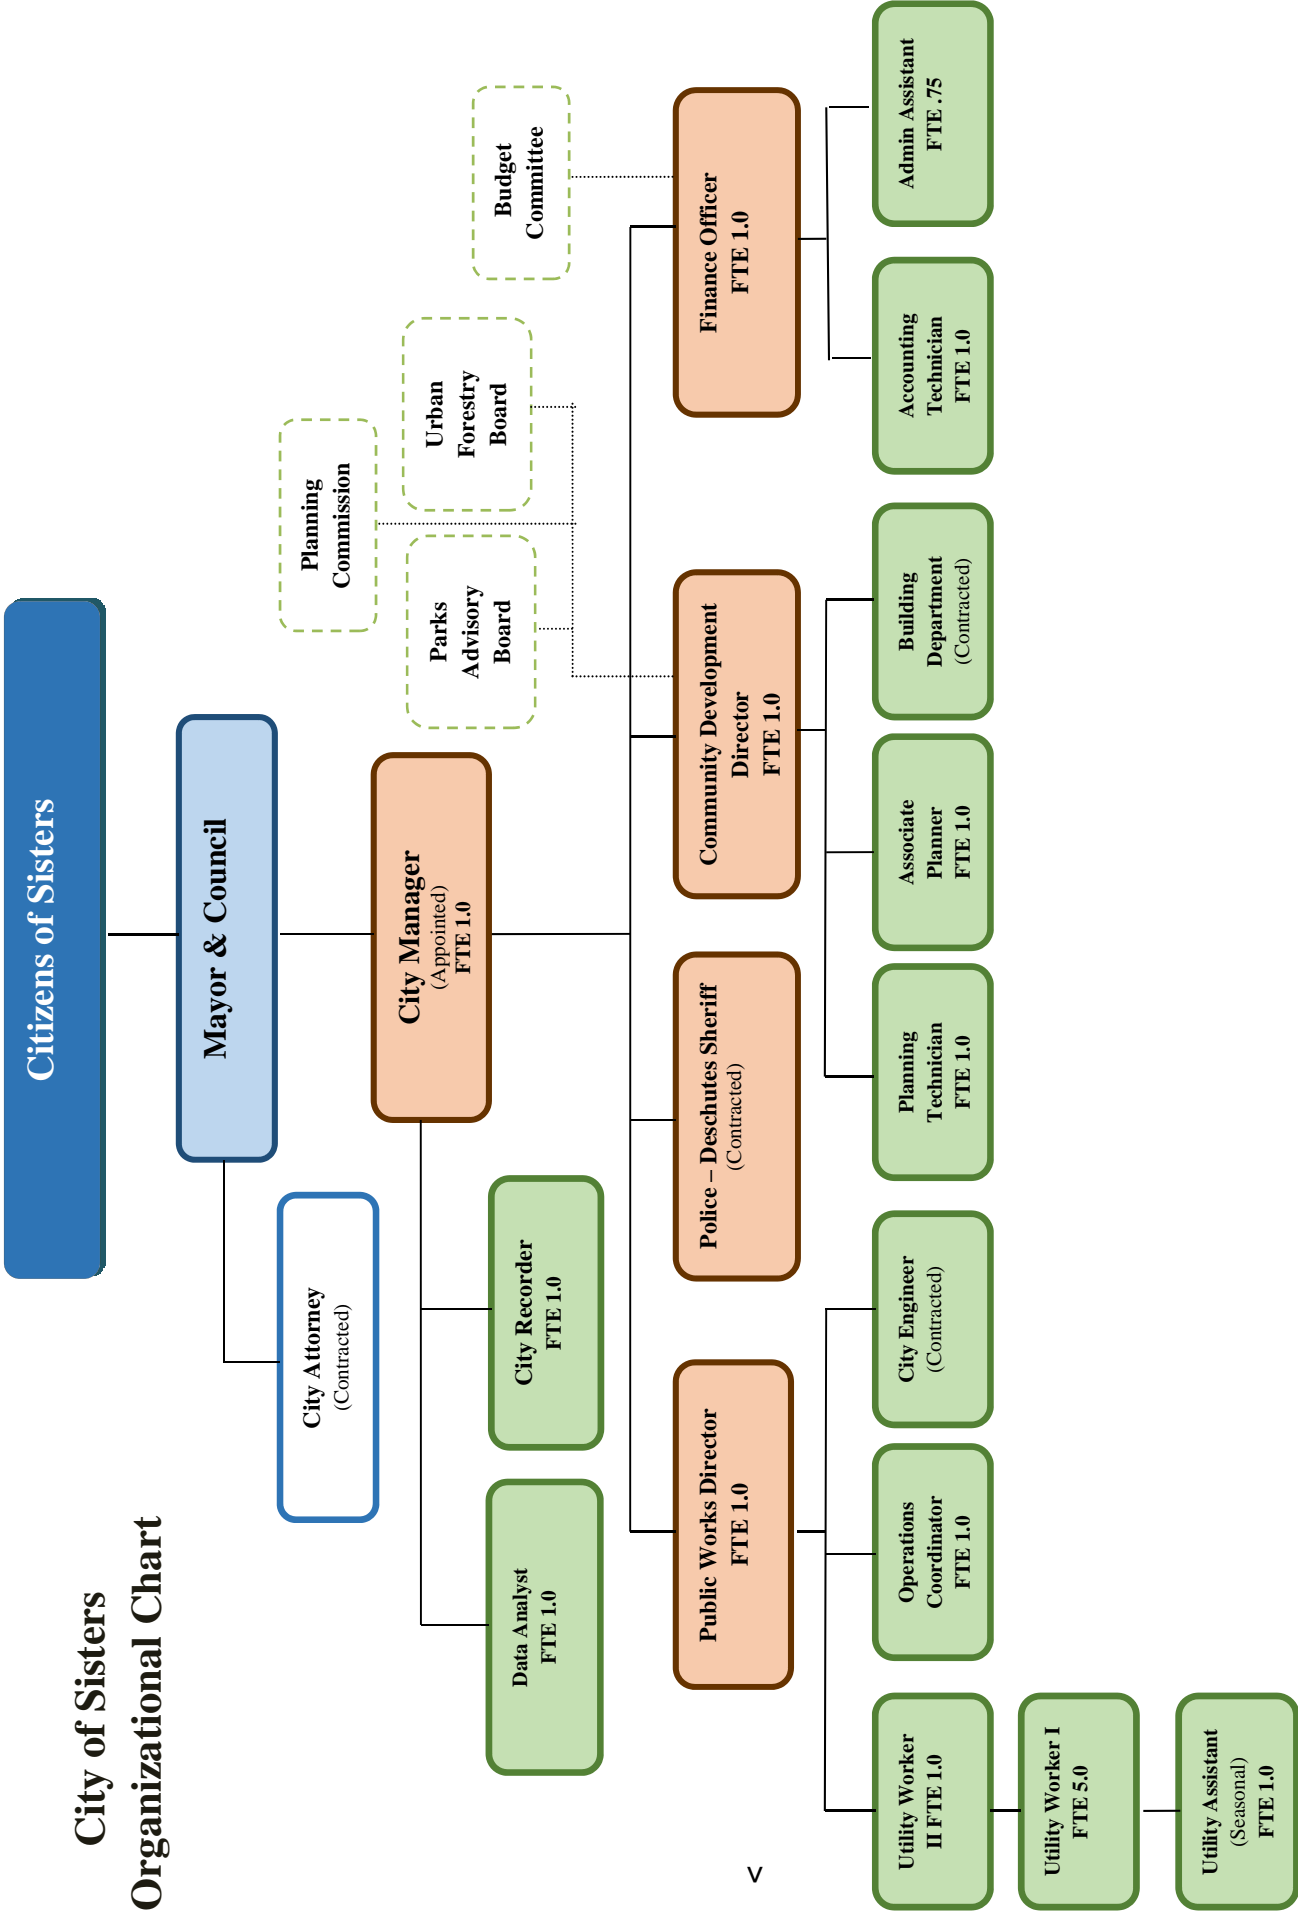 City of Sisters
Organizational Chart
Citizens of Sisters
Mayor & Council
City Attorney
(Contracted)
Planning
Commission
City Manager
(Appointed)
FTE 1.0
Parks
Advisory
Board
Urban
Forestry
Board
Budget
Committee
Data Analyst
FTE 1.0
City Recorder
FTE 1.0
Public Works Director
FTE 1.0
Police – Deschutes Sheriff
(Contracted)
Community Development
Director
FTE 1.0
Finance Officer
FTE 1.0
<
Utility Worker
II FTE 1.0
Operations
Coordinator
FTE 1.0
City Engineer
(Contracted)
Planning
Technician
FTE 1.0
Associate
Planner
FTE 1.0
Building
Department
(Contracted)
Accounting
Technician
FTE 1.0
Admin Assistant
FTE .75
Utility Worker I
FTE 5.0
Utility Assistant
(Seasonal)
FTE 1.0